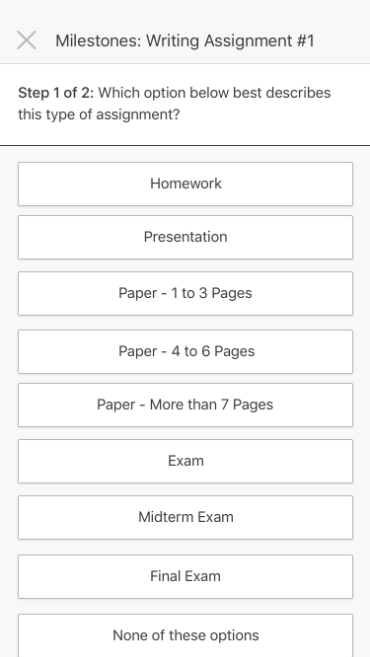 Milestones: Writing Assignment #1
Step 1 of 2: Which option below best describes
this type of assignment?
Homework
Presentation
Paper - 1 to 3 Pages
Paper - 4 to 6 Pages
Paper - More than 7 Pages
Exam
Midterm Exam
Final Exam
None of these options